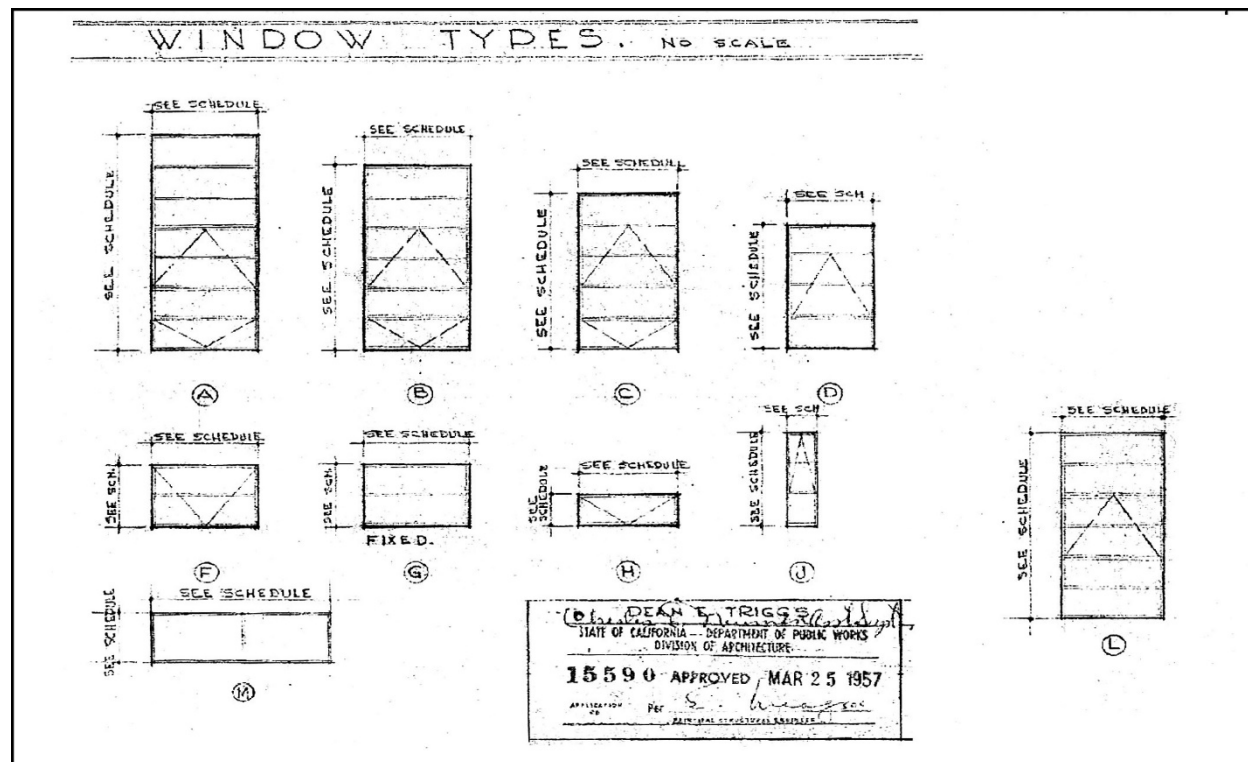 WINDOW TYPES. NO SCALE
SEE SCHEDULE
SEE SCHEDULE
A
SEE SCHEDULE
SEE SCHEDULE
B
SEE SCHEDULE
SEE SCHEDULE
C
SEE SCH
SEE SCHEDULE
D
SEE SCHEDULE
SEE SCH.
F
SEE SCHEDULE
SEE SCH.
FIXED.
G
SEE SCHEDULE
SEE
SCHEDULE
H
SEE SCH
SEE SCHEDULE
J
SEE SCHEDULE
SEE SCHEDULE
L
SEE SCHEDULE
SEE SCHEDULE
M
DEAN E. TRIGGS
STATE OF CALIFORNIA — DEPARTMENT OF PUBLIC WORKS
DIVISION OF ARCHITECTURE
15590 APPROVED, MAR 25 1957
APPLICATION
NO Per S.
PRINCIPAL STRUCTURAL ENGINEER